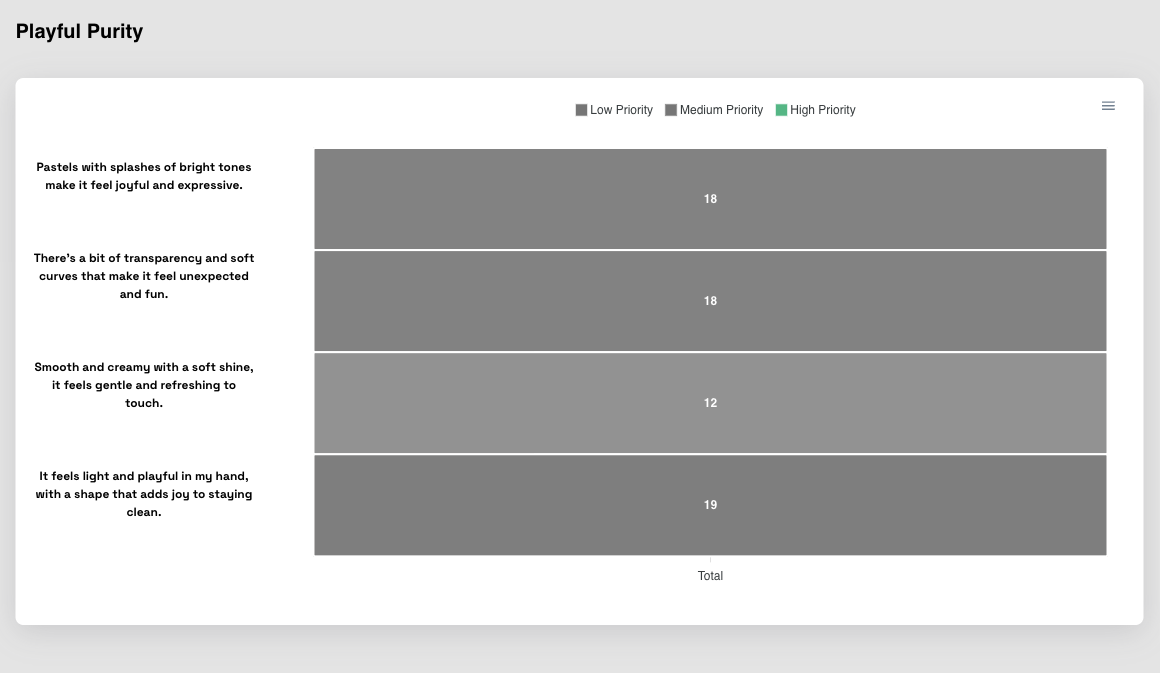 Playful Purity
Low Priority Medium Priority High Priority
Pastels with splashes of bright tones
make it feel joyful and expressive.
18
There's a bit of transparency and soft
curves that make it feel unexpected
and fun.
18
Smooth and creamy with a soft shine,
it feels gentle and refreshing to
touch.
12
It feels light and playful in my hand,
with a shape that adds joy to staying
clean.
19
Total